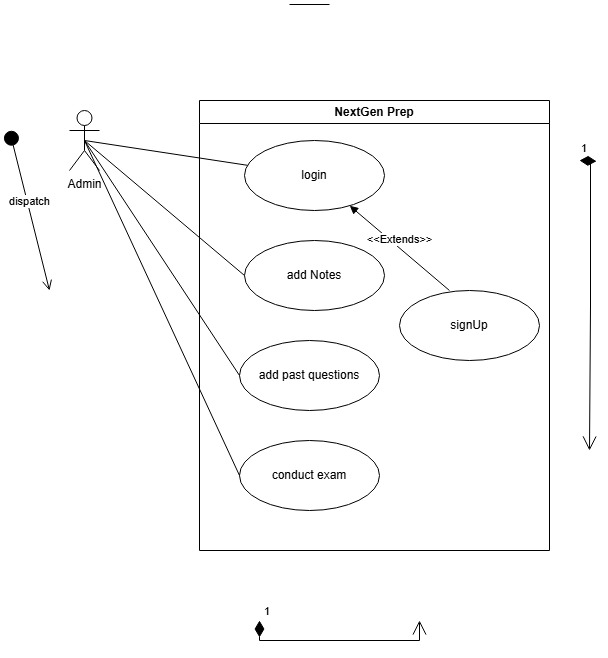 NextGen Prep
login
1
Admin
dispatch
<<Extends>>
add Notes
signUp
add past questions
conduct exam
1